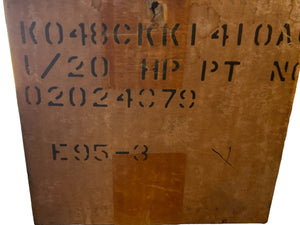 K048CKK1410A
1/20 HP PT NO
02024079
E95-3